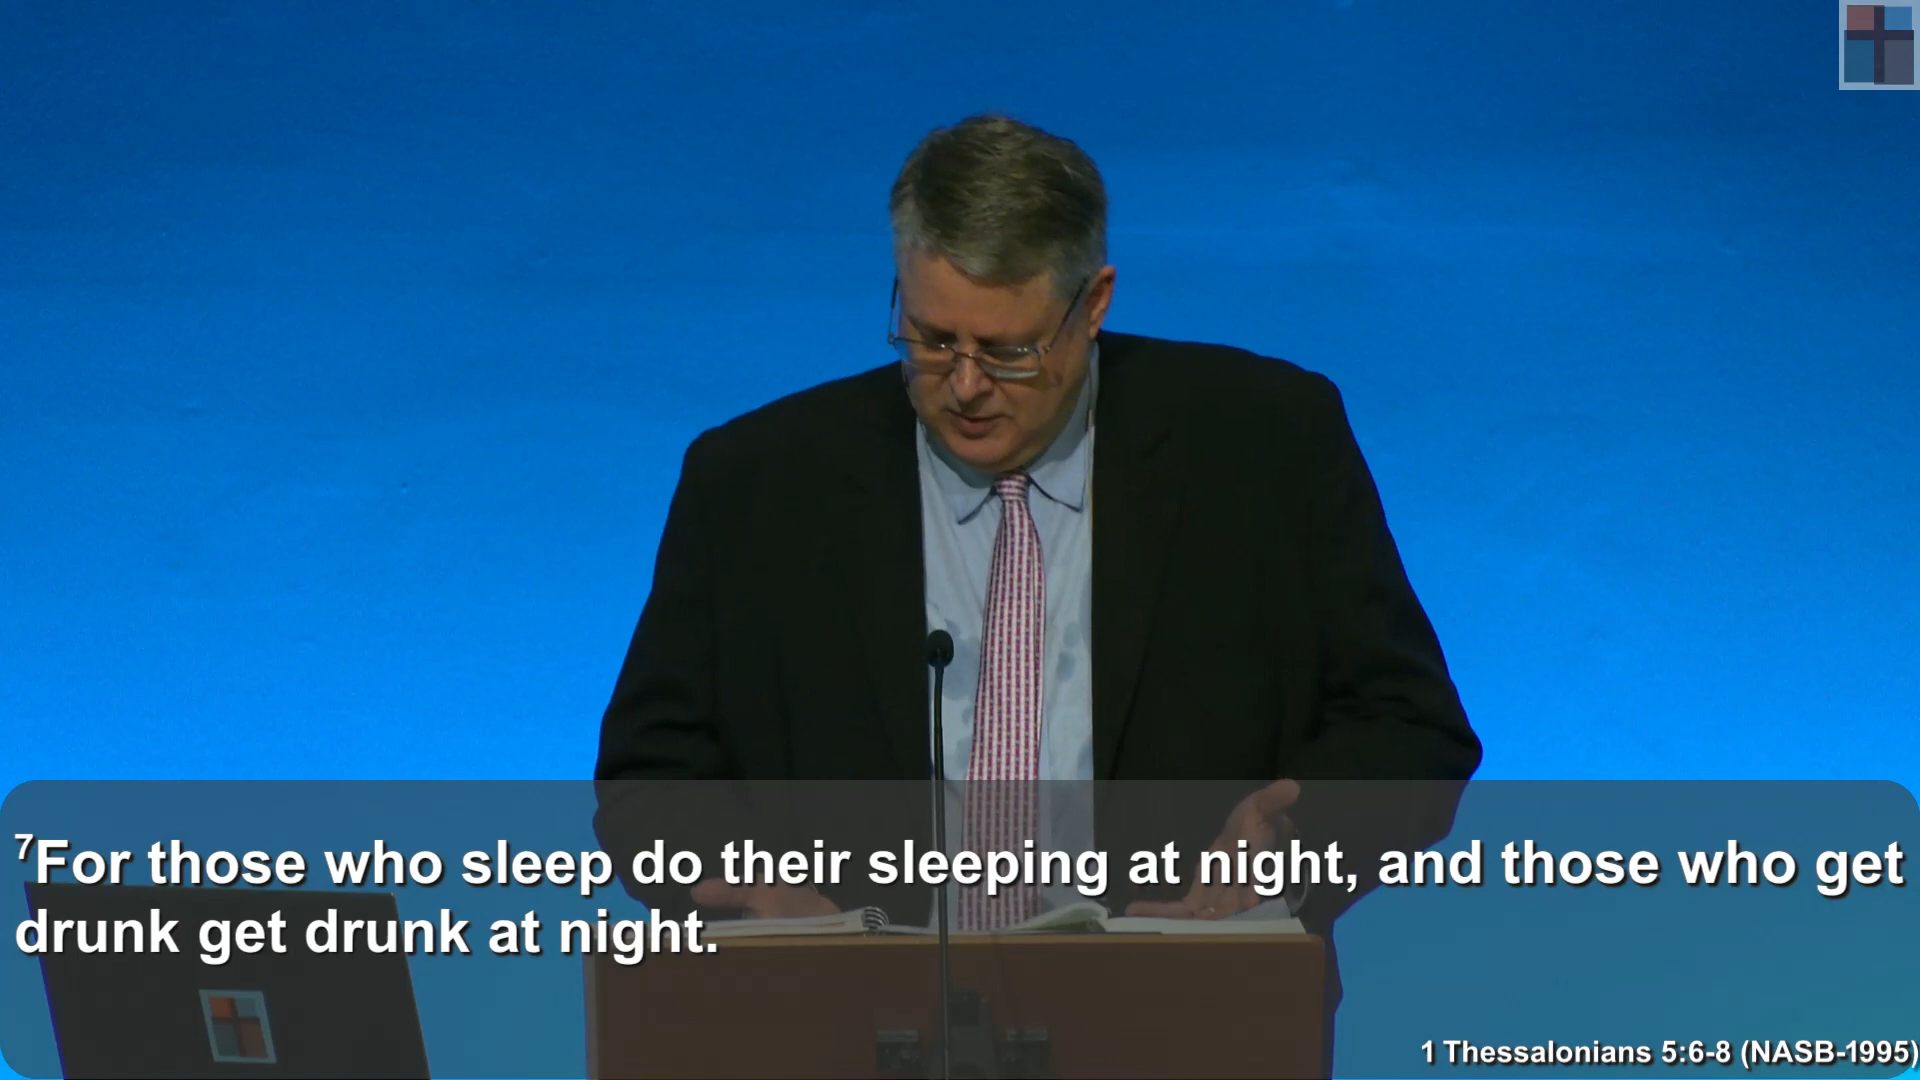 ⁷For those who sleep do their sleeping at night, and those who get
drunk get drunk at night.
1 Thessalonians 5:6-8 (NASB-1995)